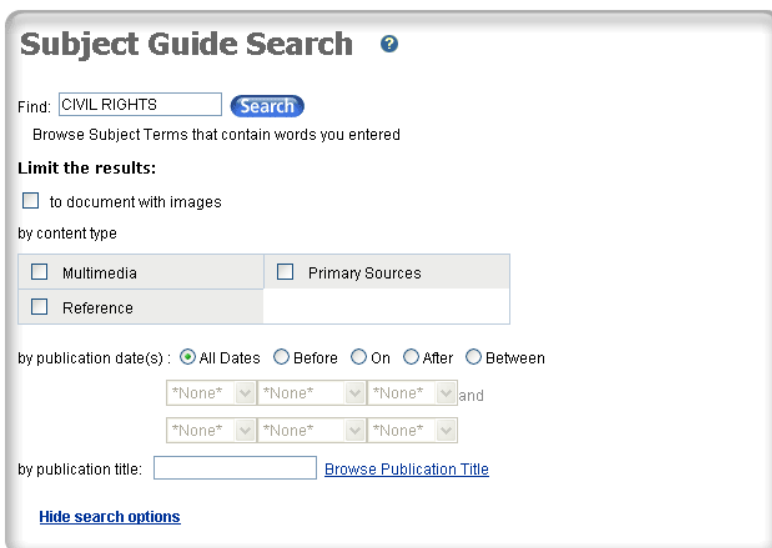 Subject Guide Search ?
Find: CIVIL RIGHTS Search
Browse Subject Terms that contain words you entered
Limit the results:
to document with images
by content type
Multimedia Primary Sources
Reference
by publication date(s) : All Dates Before On After Between
*None* *None* *None* and
*None* *None* *None*
by publication title: Browse Publication Title
Hide search options